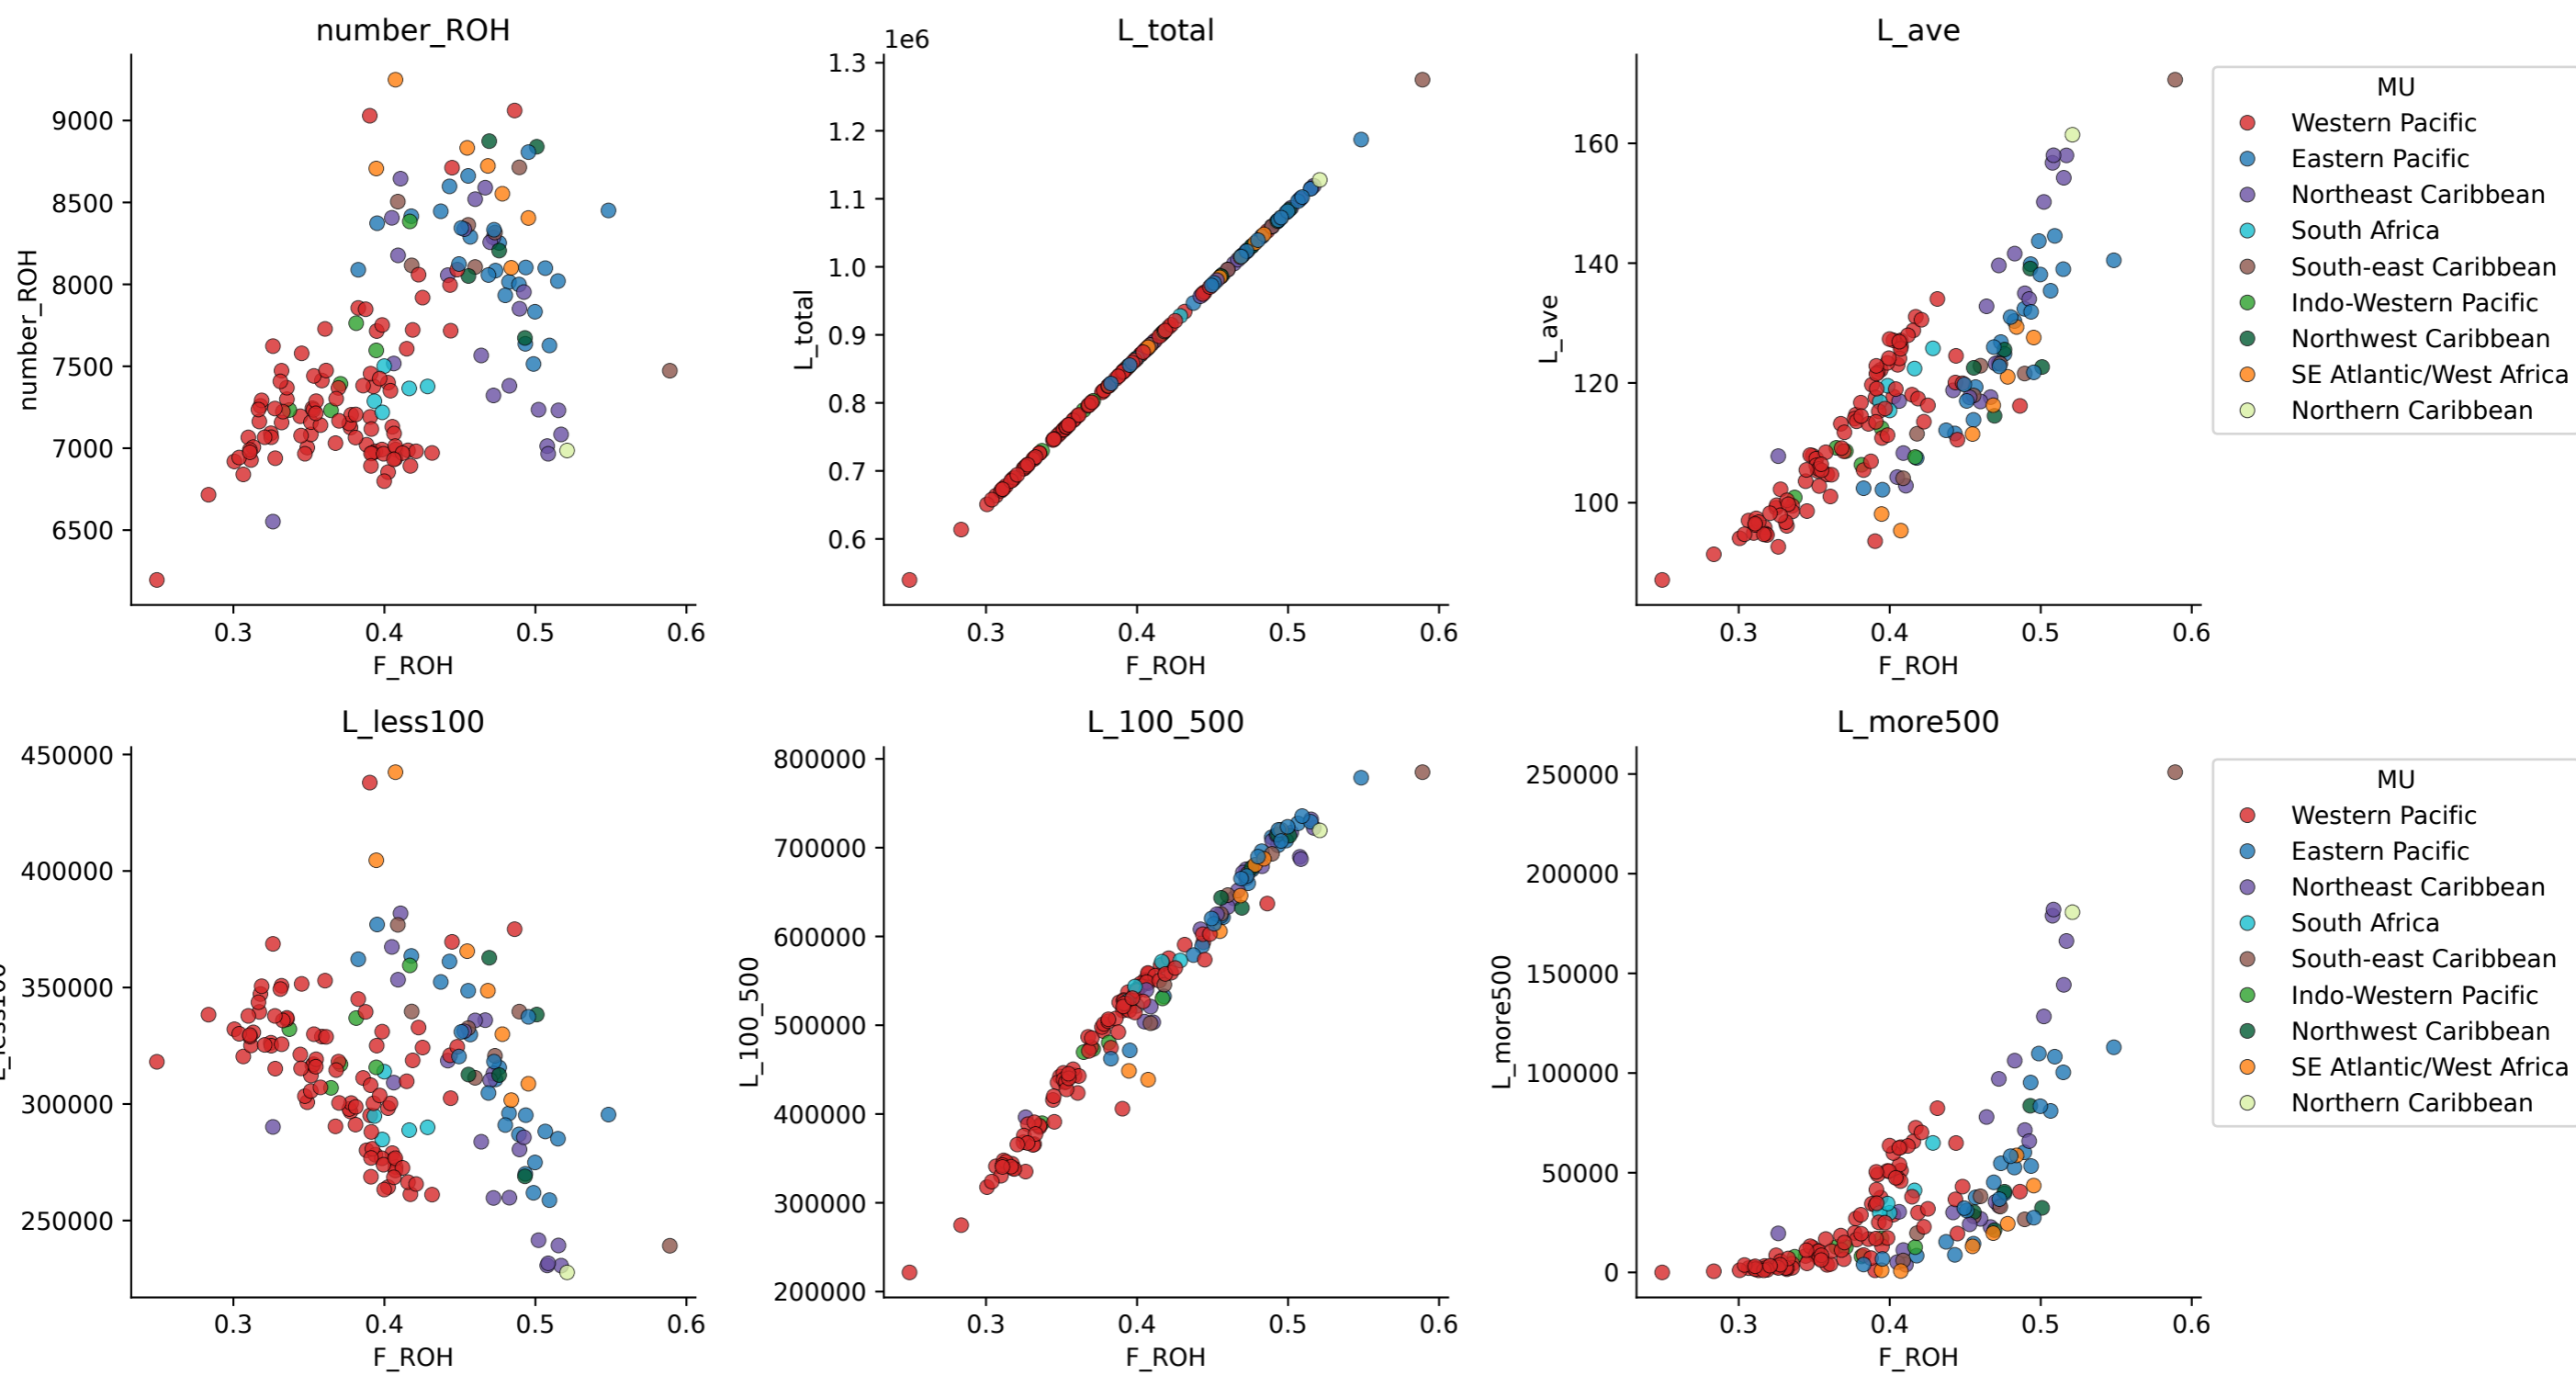 number_ROH
number_ROH
9000
8500
8000
7500
7000
6500
0.3 0.4 0.5 0.6
F_ROH
L_total
1e6
L_total
1.3
1.2
1.1
1.0
0.9
0.8
0.7
0.6
0.3 0.4 0.5 0.6
F_ROH
L_ave
L_ave
160
140
120
100
0.3 0.4 0.5 0.6
F_ROH
MU
Western Pacific
Eastern Pacific
Northeast Caribbean
South Africa
South-east Caribbean
Indo-Western Pacific
Northwest Caribbean
SE Atlantic/West Africa
Northern Caribbean
L_less100
450000
400000
350000
300000
250000
0.3 0.4 0.5 0.6
F_ROH
L_100_500
L_100_500
800000
700000
600000
500000
400000
300000
200000
0.3 0.4 0.5 0.6
F_ROH
L_more500
L_more500
250000
200000
150000
100000
50000
0
0.3 0.4 0.5 0.6
F_ROH
MU
Western Pacific
Eastern Pacific
Northeast Caribbean
South Africa
South-east Caribbean
Indo-Western Pacific
Northwest Caribbean
SE Atlantic/West Africa
Northern Caribbean